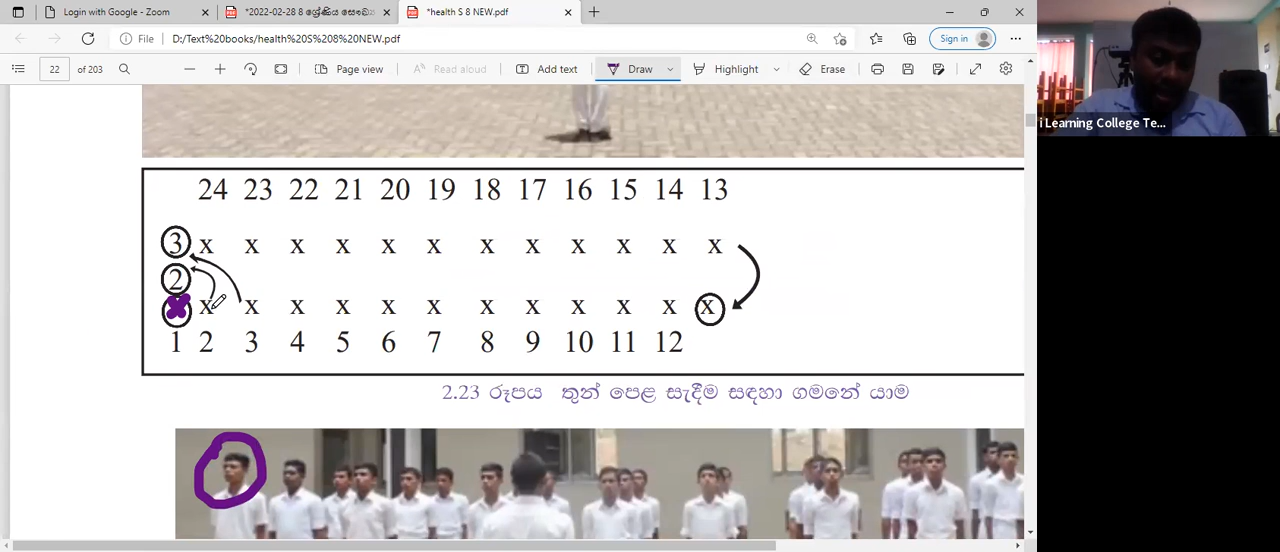 Login with Google - Zoom
*2022-02-28 8 ශ්‍රේණිය සෞඛ්‍ය
*health S 8 NEW.pdf
File
D:/Text%20books/health%20S%208%20NEW.pdf
Sign in
22 of 203
Page view
Read aloud
Add text
Draw
Highlight
Erase
i Learning College Te...
24 23 22 21 20 19 18 17 16 15 14 13
3 x x x x x x x x x x x x
2
x x x x x x x x x x x x
1 2 3 4 5 6 7 8 9 10 11 12
2.23 රූපය තුන් පෙළ සැදීම සඳහා ගමනේ යාම